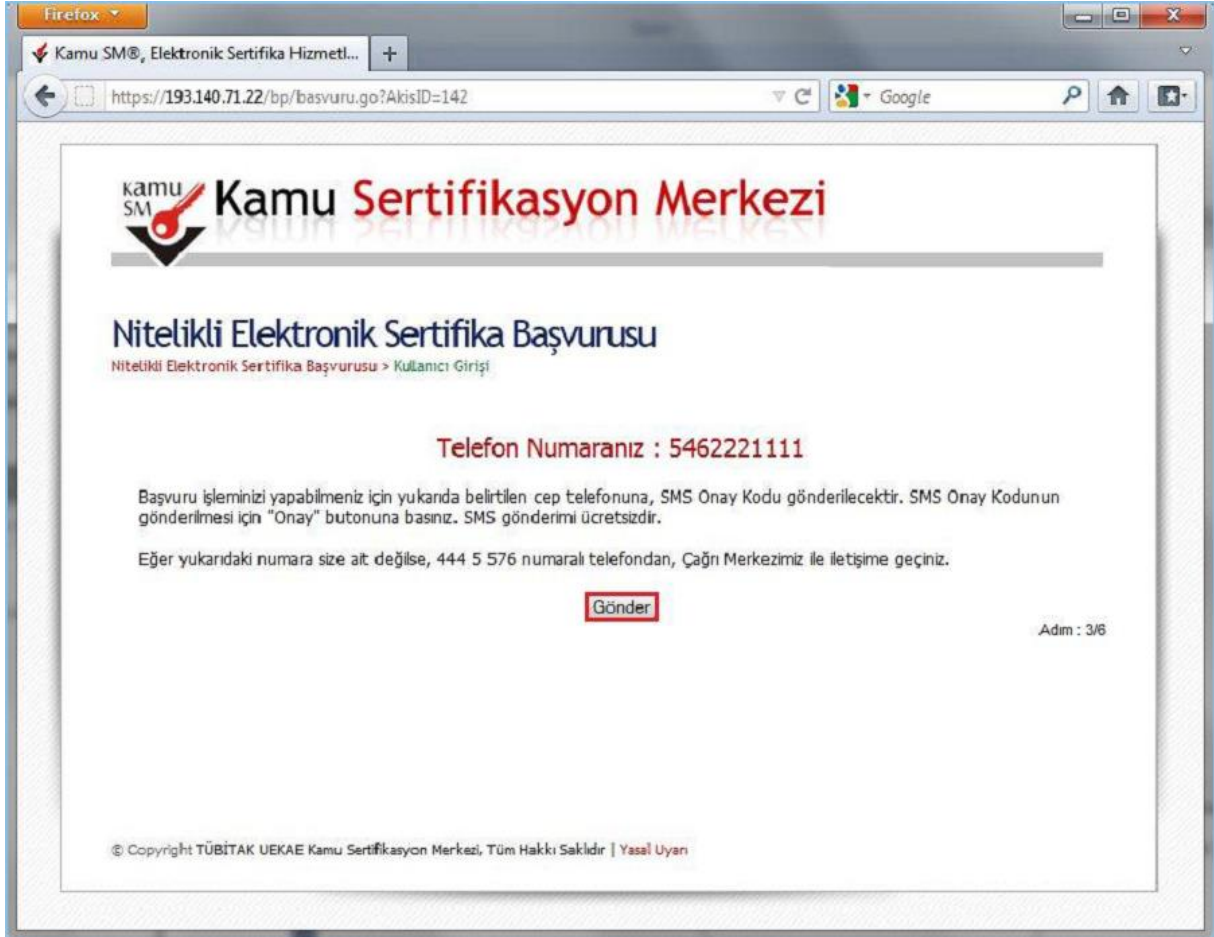 Firefox
Kamu SM®, Elektronik Sertifika Hizmetl...
https://193.140.71.22/bp/basvuru.go?AkisID=142
Google
Kamu SM
Kamu Sertifikasyon Merkezi
Nitelikli Elektronik Sertifika Başvurusu
Nitelikli Elektronik Sertifika Başvurusu > Kullanıcı Girişi
Telefon Numaranız : 5462221111
Başvuru işleminizi yapabilmeniz için yukarıda belirtilen cep telefonuna, SMS Onay Kodu gönderilecektir. SMS Onay Kodunun
gönderilmesi için "Onay" butonuna basınız. SMS gönderimi ücretsizdir.
Eğer yukarıdaki numara size ait değilse, 444 5 576 numaralı telefondan, Çağrı Merkezimiz ile iletişime geçiniz.
Gönder
Adım : 3/6
© Copyright TÜBİTAK UEKAE Kamu Sertifikasyon Merkezi, Tüm Hakkı Saklıdır | Yasal Uyarı